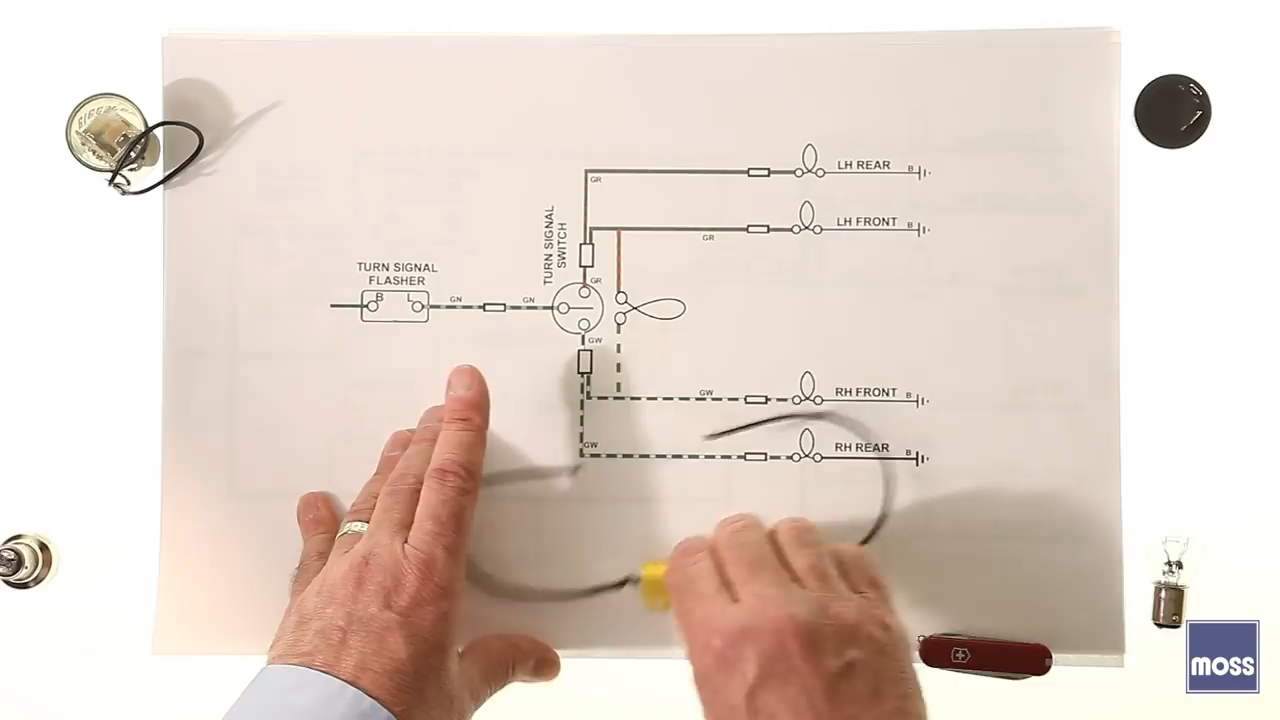 LH REAR
B
GR
LH FRONT
B
GR
TURN SIGNAL
SWITCH
TURN SIGNAL
FLASHER
B
L
GN
GN
GR
GW
RH FRONT
B
GW
RH REAR
B
GW
moss